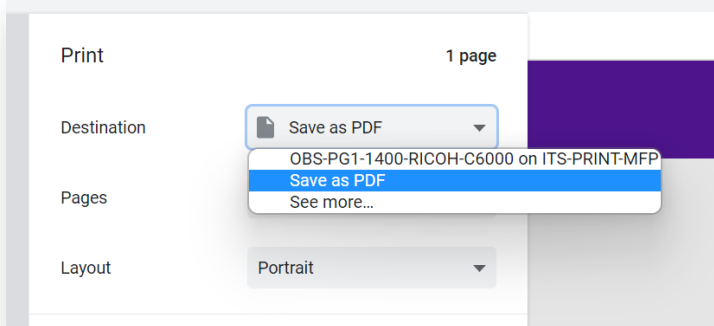 Print 1 page
Destination Save as PDF
OBS-PG1-1400-RICOH-C6000 on ITS-PRINT-MFP
Save as PDF
See more...
Pages
Layout Portrait